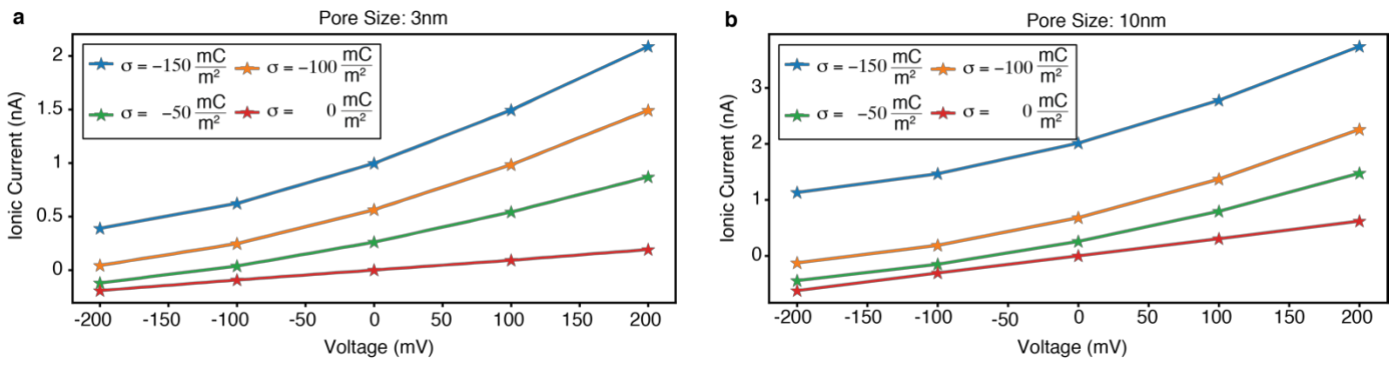 a
Pore Size: 3nm
Ionic Current (nA)
2
1.5
1
0.5
0
σ = −150 mC/m²
σ = −100 mC/m²
σ = −50 mC/m²
σ = 0 mC/m²
-200 -150 -100 -50 0 50 100 150 200
Voltage (mV)
b
Pore Size: 10nm
Ionic Current (nA)
3
2
1
0
σ = −150 mC/m²
σ = −100 mC/m²
σ = −50 mC/m²
σ = 0 mC/m²
-200 -150 -100 -50 0 50 100 150 200
Voltage (mV)